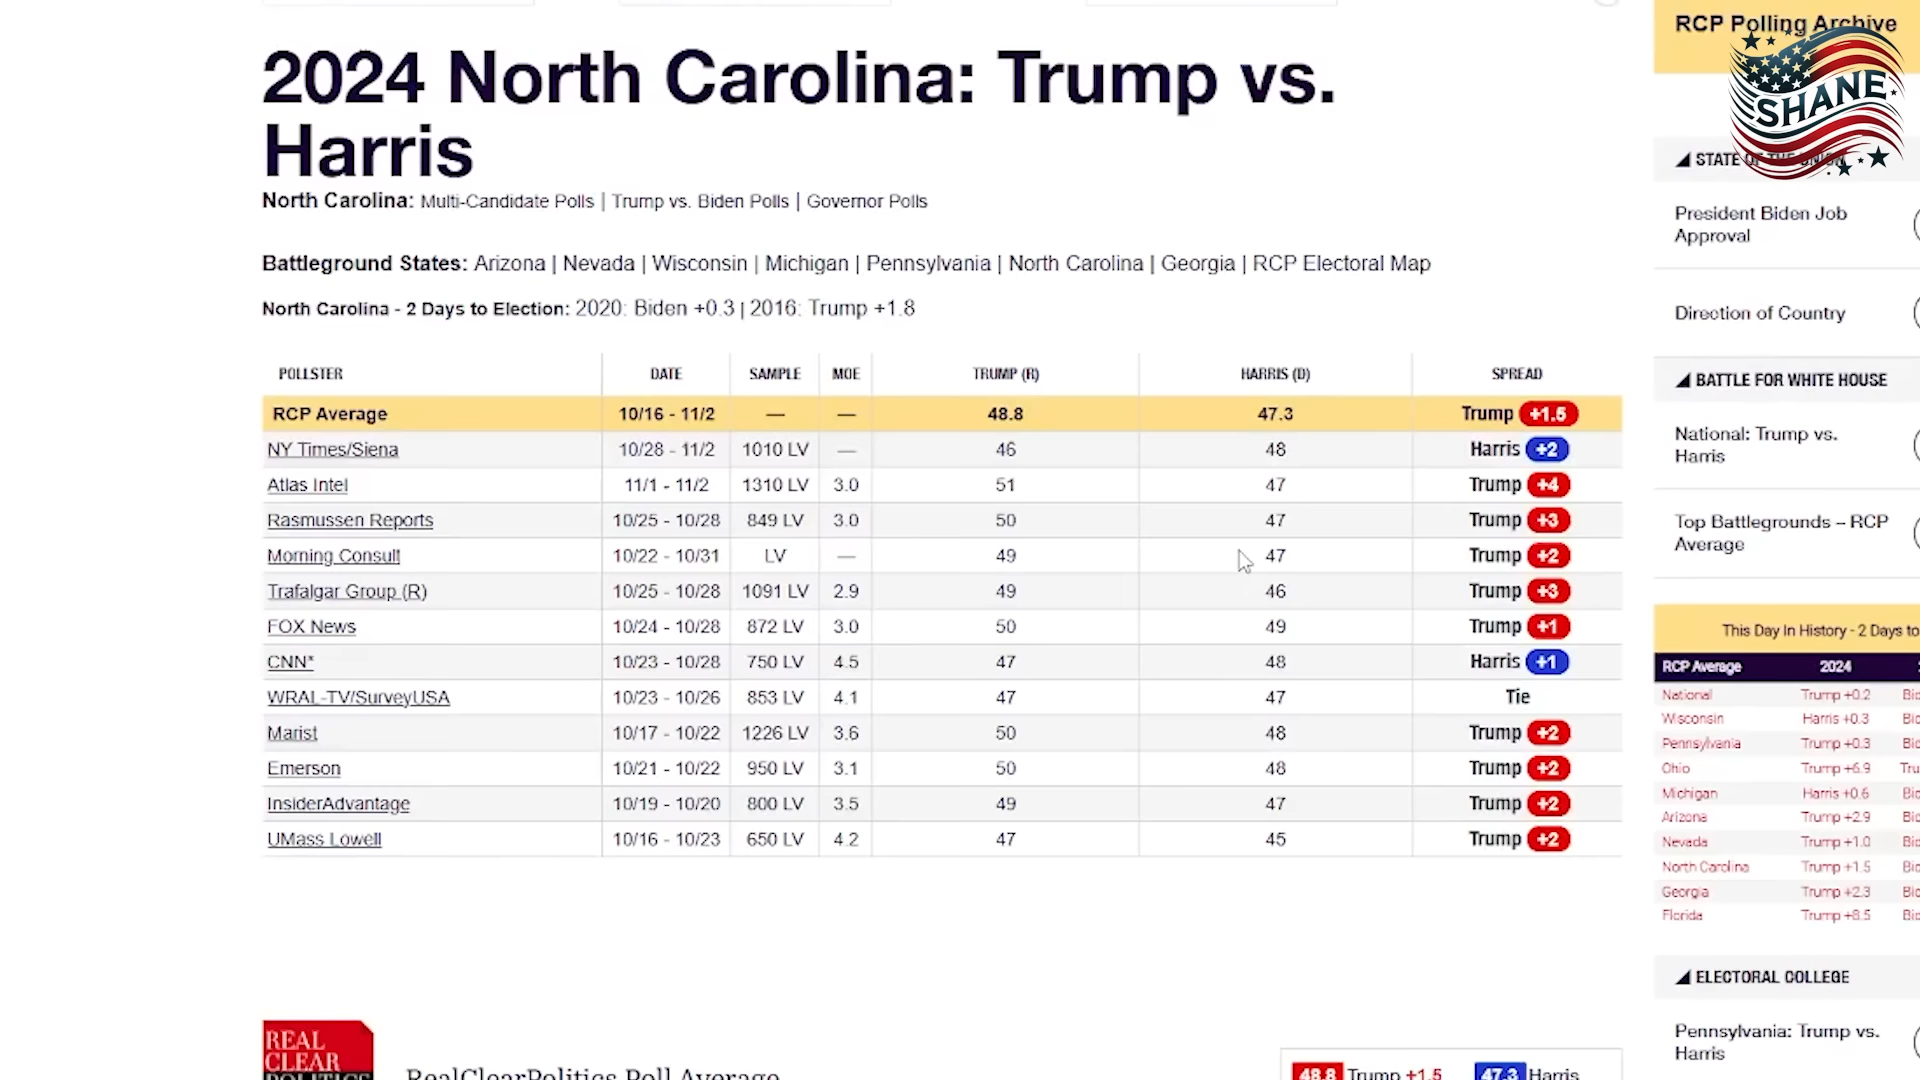 2024 North Carolina: Trump vs.
Harris
North Carolina: Multi-Candidate Polls | Trump vs. Biden Polls | Governor Polls
Battleground States: Arizona | Nevada | Wisconsin | Michigan | Pennsylvania | North Carolina | Georgia | RCP Electoral Map
North Carolina - 2 Days to Election: 2020: Biden +0.3 | 2016: Trump +1.8
POLLSTER DATE SAMPLE MOE TRUMP (R) HARRIS (D) SPREAD
RCP Average 10/16 - 11/2 — — 48.8 47.3 Trump +1.5
NY Times/Siena 10/28 - 11/2 1010 LV — 46 48 Harris +2
Atlas Intel 11/1 - 11/2 1310 LV 3.0 51 47 Trump +4
Rasmussen Reports 10/25 - 10/28 849 LV 3.0 50 47 Trump +3
Morning Consult 10/22 - 10/31 LV — 49 47 Trump +2
Trafalgar Group (R) 10/25 - 10/28 1091 LV 2.9 49 46 Trump +3
FOX News 10/24 - 10/28 872 LV 3.0 50 49 Trump +1
CNN* 10/23 - 10/28 750 LV 4.5 47 48 Harris +1
WRAL-TV/SurveyUSA 10/23 - 10/26 853 LV 4.1 47 47 Tie
Marist 10/17 - 10/22 1226 LV 3.6 50 48 Trump +2
Emerson 10/21 - 10/22 950 LV 3.1 50 48 Trump +2
InsiderAdvantage 10/19 - 10/20 800 LV 3.5 49 47 Trump +2
UMass Lowell 10/16 - 10/23 650 LV 4.2 47 45 Trump +2
REAL
CLEAR
POLITICS
RealClearPolitics Poll Average
48.8 Trump +1.5 47.3 Harris
RCP Polling Archive
SHANE
STATE OF THE UNION
President Biden Job
Approval
Direction of Country
BATTLE FOR WHITE HOUSE
National: Trump vs.
Harris
Top Battlegrounds – RCP
Average
This Day In History - 2 Days to
RCP Average 2024
National Trump +0.2
Wisconsin Harris +0.3
Pennsylvania Trump +0.3
Ohio Trump +6.9
Michigan Harris +0.6
Arizona Trump +2.9
Nevada Trump +1.0
North Carolina Trump +1.5
Georgia Trump +2.3
Florida Trump +8.5
ELECTORAL COLLEGE
Pennsylvania: Trump vs.
Harris